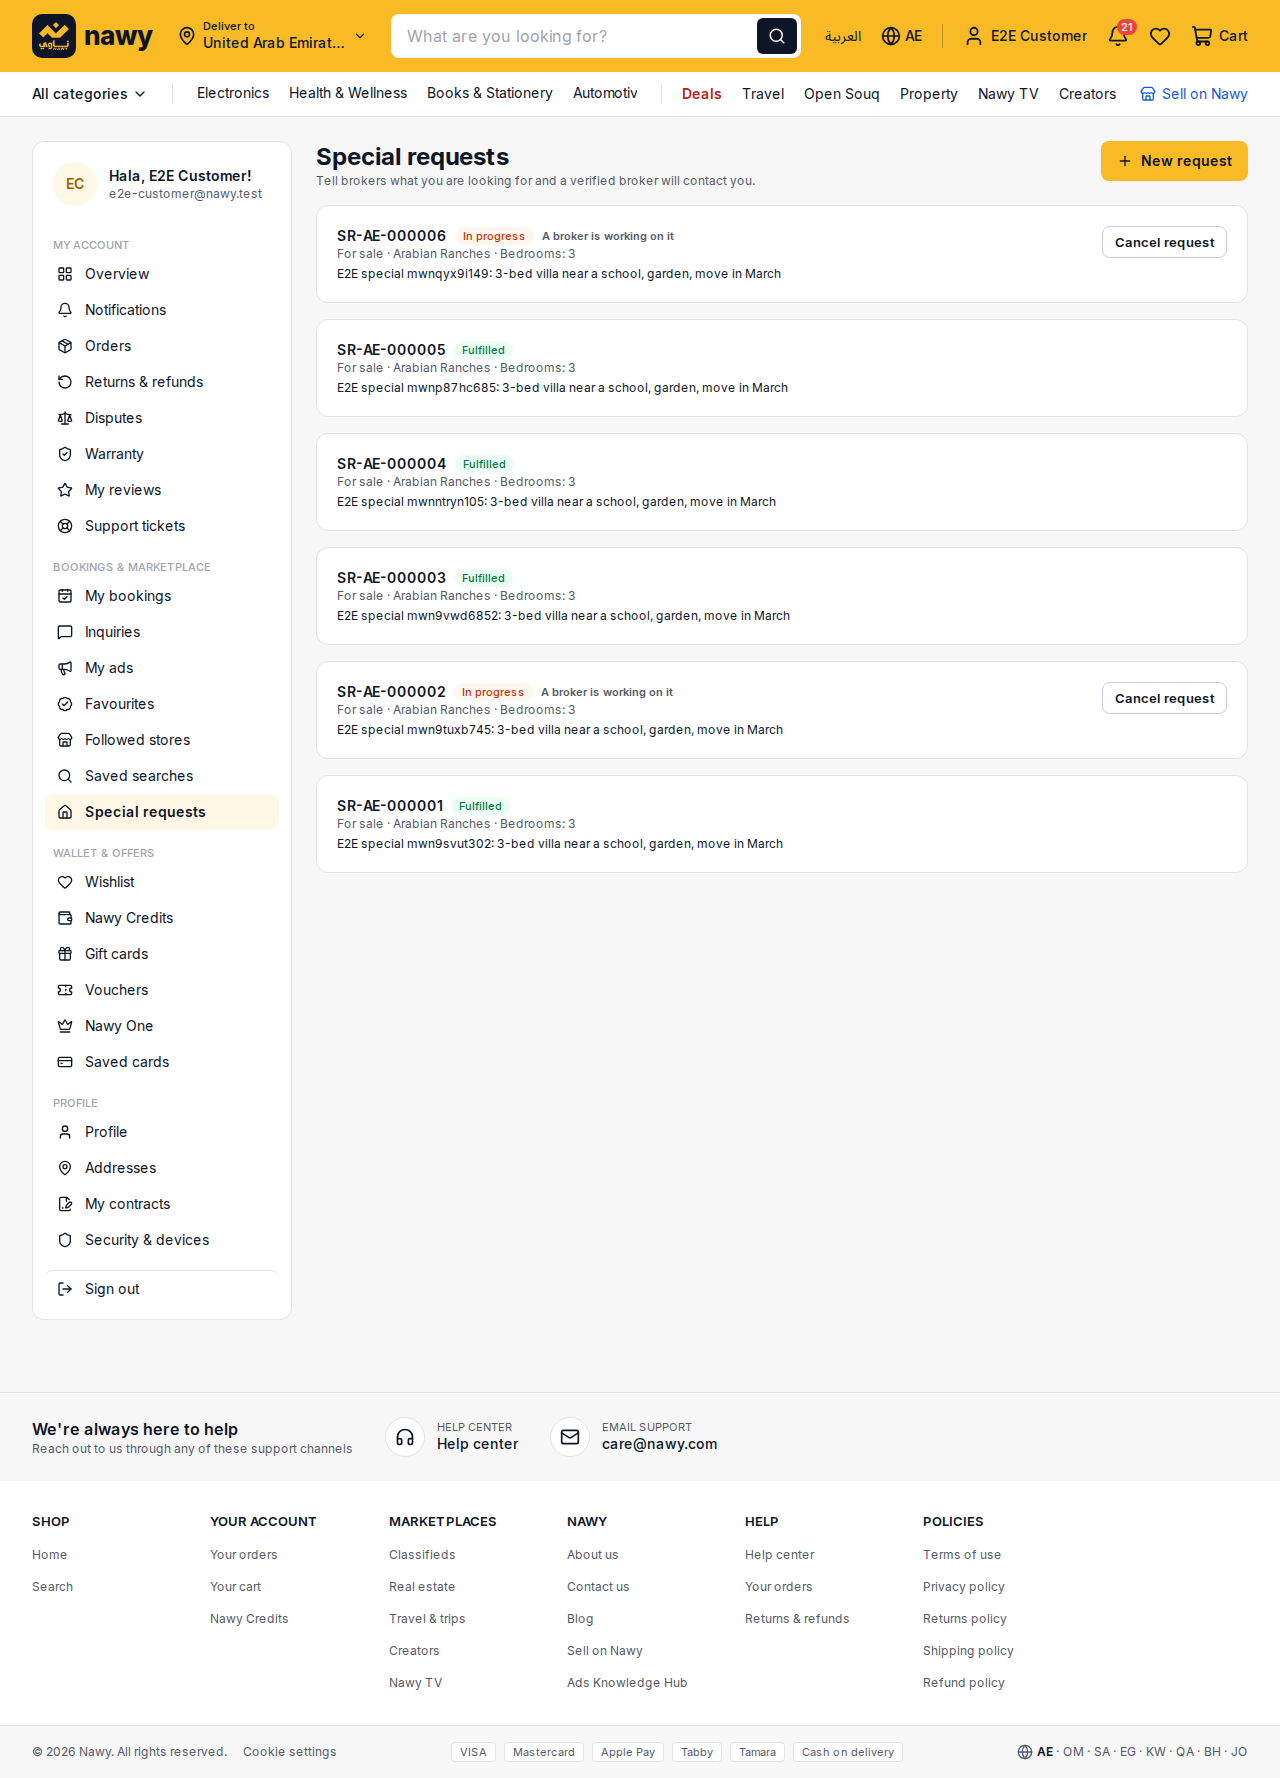 ناوي
NAWY
nawy
Deliver to
United Arab Emirat...
What are you looking for?
العربية
AE
E2E Customer
21
Cart
All categories
Electronics
Health & Wellness
Books & Stationery
Automotiv
Deals
Travel
Open Souq
Property
Nawy TV
Creators
Sell on Nawy
EC
Hala, E2E Customer!
e2e-customer@nawy.test
MY ACCOUNT
Overview
Notifications
Orders
Returns & refunds
Disputes
Warranty
My reviews
Support tickets
BOOKINGS & MARKETPLACE
My bookings
Inquiries
My ads
Favourites
Followed stores
Saved searches
Special requests
WALLET & OFFERS
Wishlist
Nawy Credits
Gift cards
Vouchers
Nawy One
Saved cards
PROFILE
Profile
Addresses
My contracts
Security & devices
Sign out
Special requests
Tell brokers what you are looking for and a verified broker will contact you.
New request
SR-AE-000006 In progress A broker is working on it
For sale · Arabian Ranches · Bedrooms: 3
E2E special mwnqyx9i149: 3-bed villa near a school, garden, move in March
Cancel request
SR-AE-000005 Fulfilled
For sale · Arabian Ranches · Bedrooms: 3
E2E special mwnp87hc685: 3-bed villa near a school, garden, move in March
SR-AE-000004 Fulfilled
For sale · Arabian Ranches · Bedrooms: 3
E2E special mwnntryn105: 3-bed villa near a school, garden, move in March
SR-AE-000003 Fulfilled
For sale · Arabian Ranches · Bedrooms: 3
E2E special mwn9vwd6852: 3-bed villa near a school, garden, move in March
SR-AE-000002 In progress A broker is working on it
For sale · Arabian Ranches · Bedrooms: 3
E2E special mwn9tuxb745: 3-bed villa near a school, garden, move in March
Cancel request
SR-AE-000001 Fulfilled
For sale · Arabian Ranches · Bedrooms: 3
E2E special mwn9svut302: 3-bed villa near a school, garden, move in March
We're always here to help
Reach out to us through any of these support channels
HELP CENTER
Help center
EMAIL SUPPORT
care@nawy.com
SHOP
Home
Search
YOUR ACCOUNT
Your orders
Your cart
Nawy Credits
MARKETPLACES
Classifieds
Real estate
Travel & trips
Creators
Nawy TV
NAWY
About us
Contact us
Blog
Sell on Nawy
Ads Knowledge Hub
HELP
Help center
Your orders
Returns & refunds
POLICIES
Terms of use
Privacy policy
Returns policy
Shipping policy
Refund policy
© 2026 Nawy. All rights reserved.
Cookie settings
VISA
Mastercard
Apple Pay
Tabby
Tamara
Cash on delivery
AE · OM · SA · EG · KW · QA · BH · JO